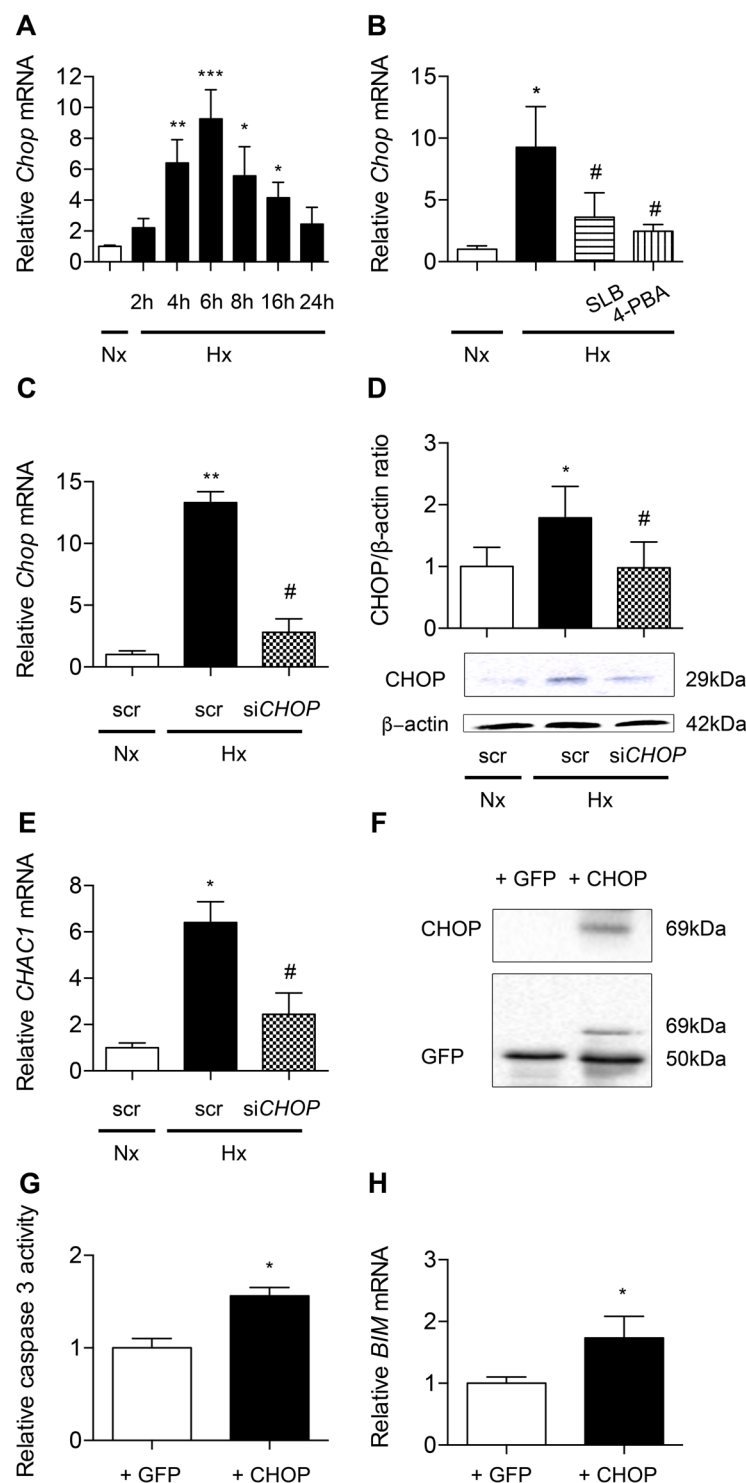 A
Relative Chop mRNA
12
10
8
6
4
2
0
**
***
*
*
2h 4h 6h 8h 16h 24h
Nx Hx
B
Relative Chop mRNA
15
10
5
0
*
#
#
SLB
4-PBA
Nx Hx
C
Relative Chop mRNA
15
10
5
0
**
#
scr scr siCHOP
Nx Hx
D
CHOP/β-actin ratio
3
2
1
0
*
#
CHOP 29kDa
β–actin 42kDa
scr scr siCHOP
Nx Hx
E
Relative CHAC1 mRNA
8
6
4
2
0
*
#
scr scr siCHOP
Nx Hx
F
+ GFP + CHOP
CHOP 69kDa
69kDa
GFP 50kDa
G
Relative caspase 3 activity
2
1
0
*
+ GFP + CHOP
H
Relative BIM mRNA
3
2
1
0
*
+ GFP + CHOP